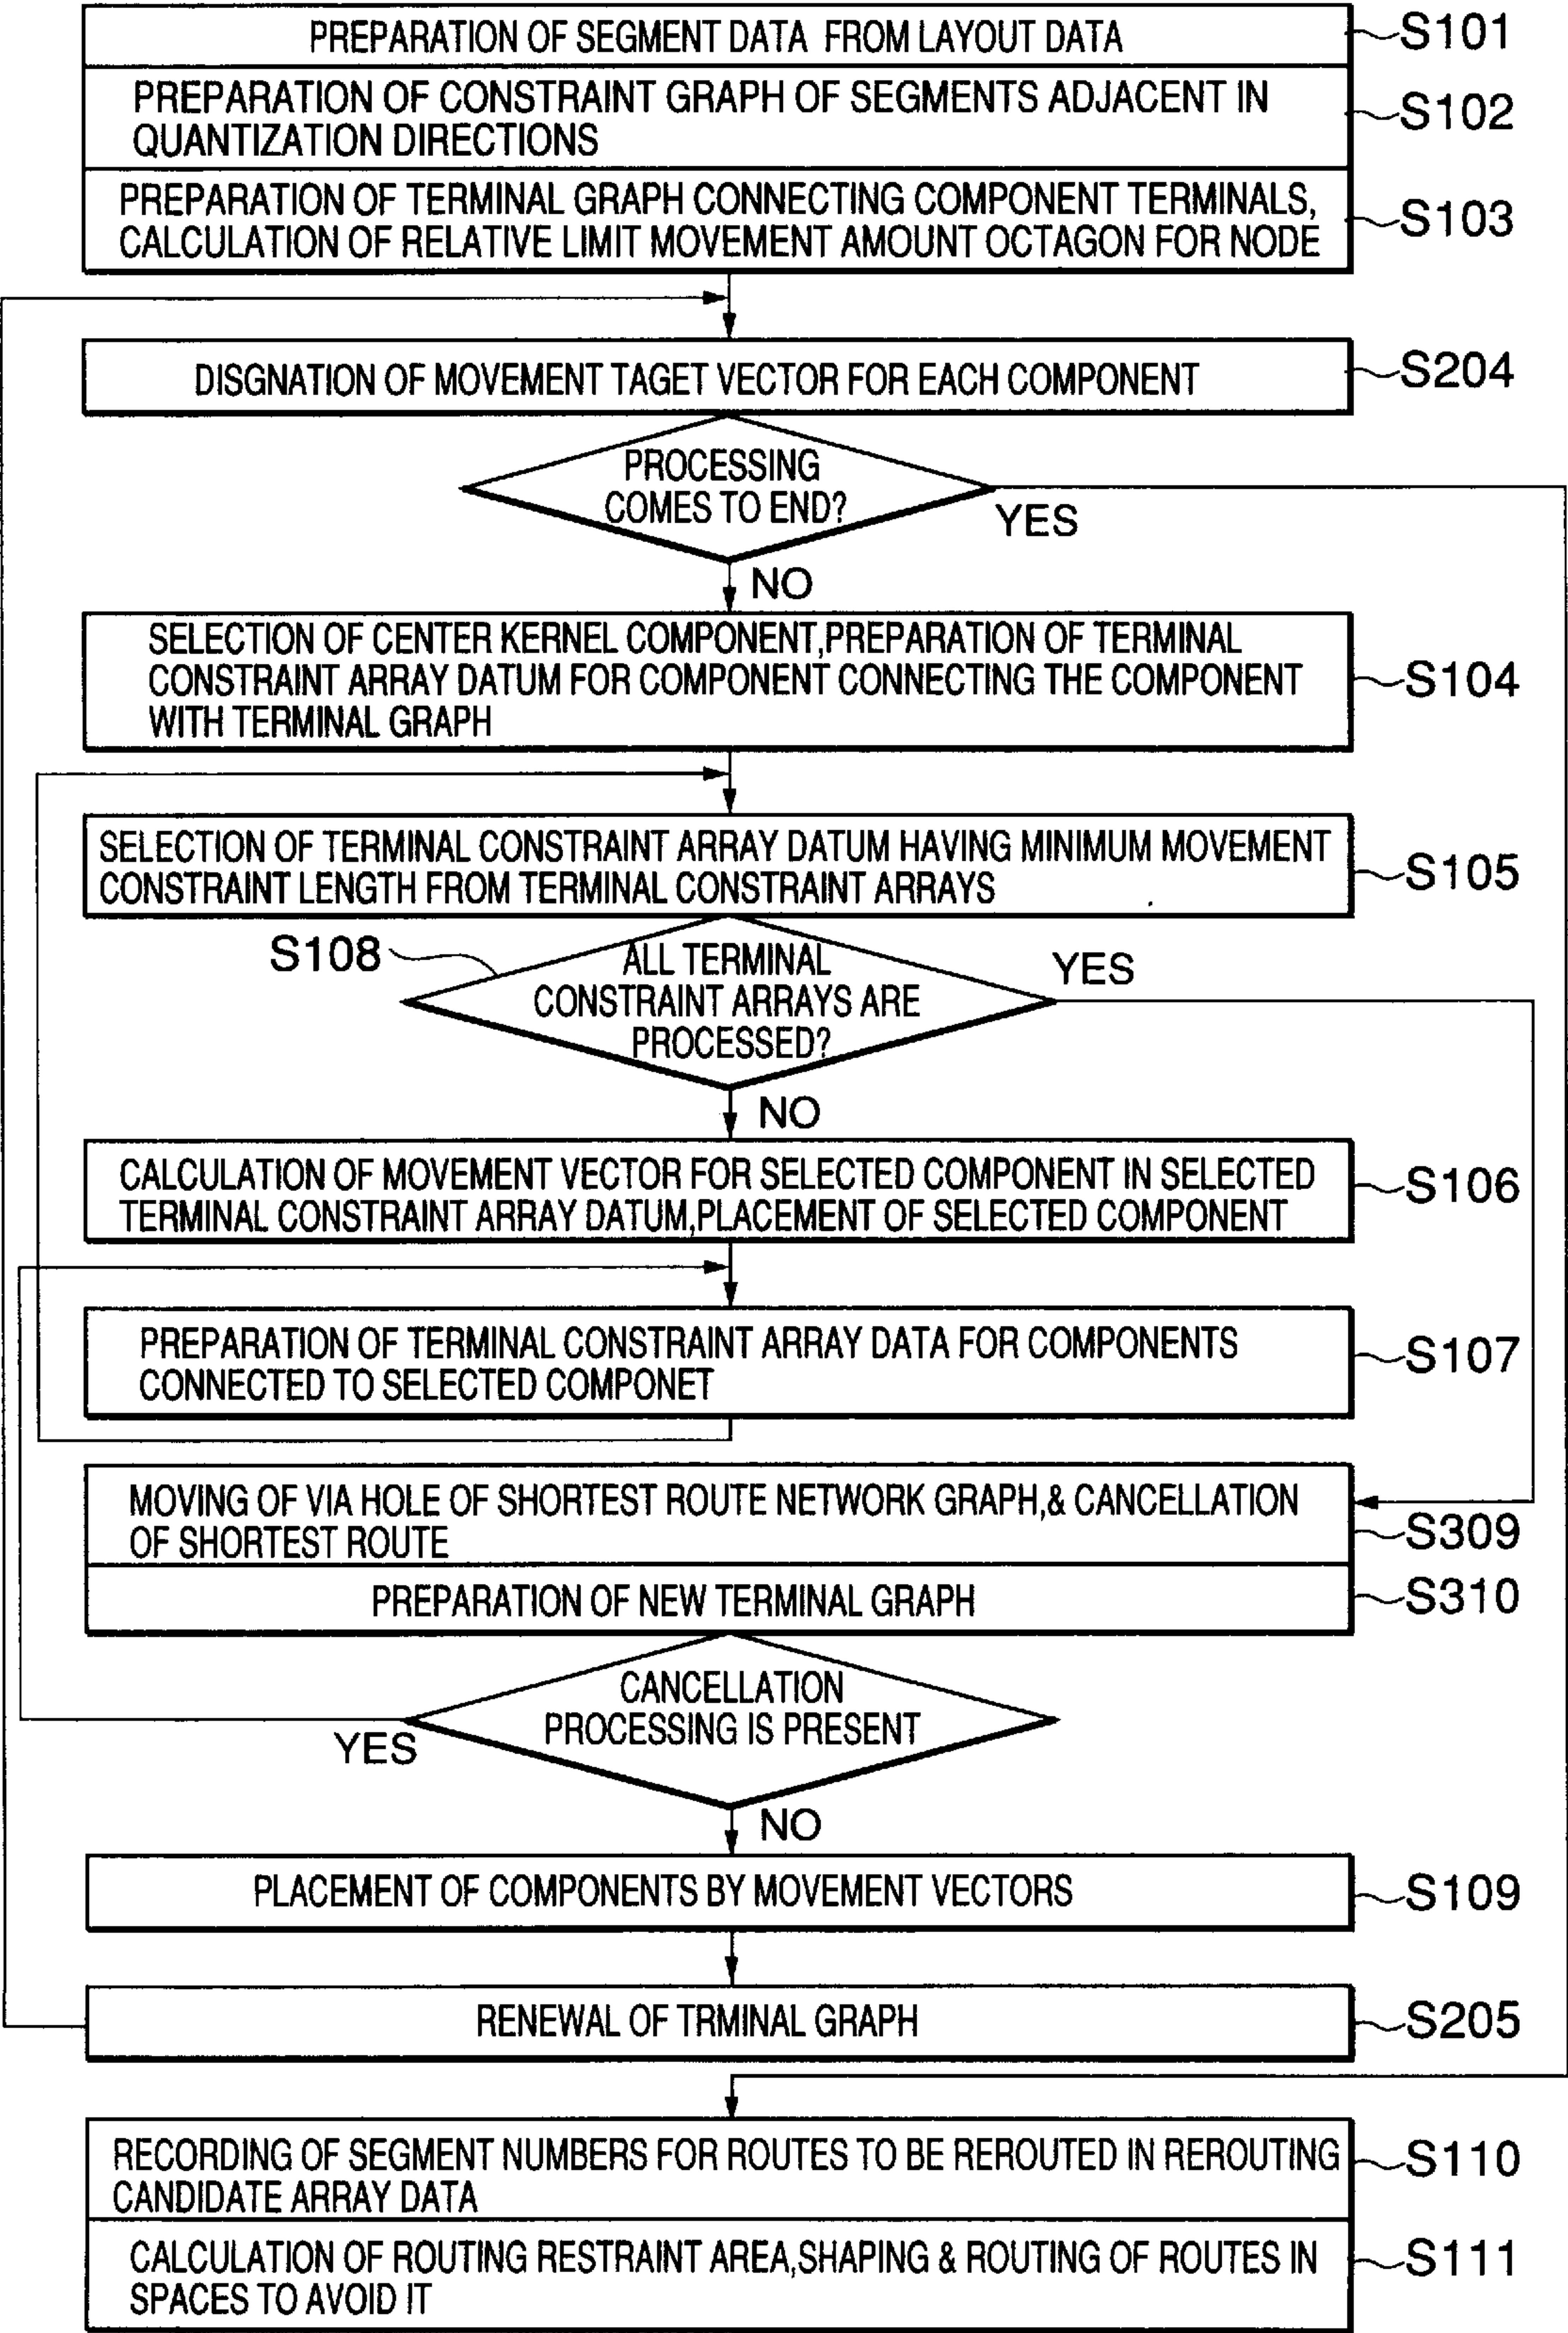 PREPARATION OF SEGMENT DATA FROM LAYOUT DATA
S101
PREPARATION OF CONSTRAINT GRAPH OF SEGMENTS ADJACENT IN
QUANTIZATION DIRECTIONS
S102
PREPARATION OF TERMINAL GRAPH CONNECTING COMPONENT TERMINALS,
CALCULATION OF RELATIVE LIMIT MOVEMENT AMOUNT OCTAGON FOR NODE
S103
DISGNATION OF MOVEMENT TAGET VECTOR FOR EACH COMPONENT
S204
PROCESSING
COMES TO END?
YES
NO
SELECTION OF CENTER KERNEL COMPONENT,PREPARATION OF TERMINAL
CONSTRAINT ARRAY DATUM FOR COMPONENT CONNECTING THE COMPONENT
WITH TERMINAL GRAPH
S104
SELECTION OF TERMINAL CONSTRAINT ARRAY DATUM HAVING MINIMUM MOVEMENT
CONSTRAINT LENGTH FROM TERMINAL CONSTRAINT ARRAYS
S105
S108
ALL TERMINAL
CONSTRAINT ARRAYS ARE
PROCESSED?
YES
NO
CALCULATION OF MOVEMENT VECTOR FOR SELECTED COMPONENT IN SELECTED
TERMINAL CONSTRAINT ARRAY DATUM,PLACEMENT OF SELECTED COMPONENT
S106
PREPARATION OF TERMINAL CONSTRAINT ARRAY DATA FOR COMPONENTS
CONNECTED TO SELECTED COMPONET
S107
MOVING OF VIA HOLE OF SHORTEST ROUTE NETWORK GRAPH,& CANCELLATION
OF SHORTEST ROUTE
S309
PREPARATION OF NEW TERMINAL GRAPH
S310
CANCELLATION
PROCESSING IS PRESENT
YES
NO
PLACEMENT OF COMPONENTS BY MOVEMENT VECTORS
S109
RENEWAL OF TRMINAL GRAPH
S205
RECORDING OF SEGMENT NUMBERS FOR ROUTES TO BE REROUTED IN REROUTING
CANDIDATE ARRAY DATA
S110
CALCULATION OF ROUTING RESTRAINT AREA,SHAPING & ROUTING OF ROUTES IN
SPACES TO AVOID IT
S111